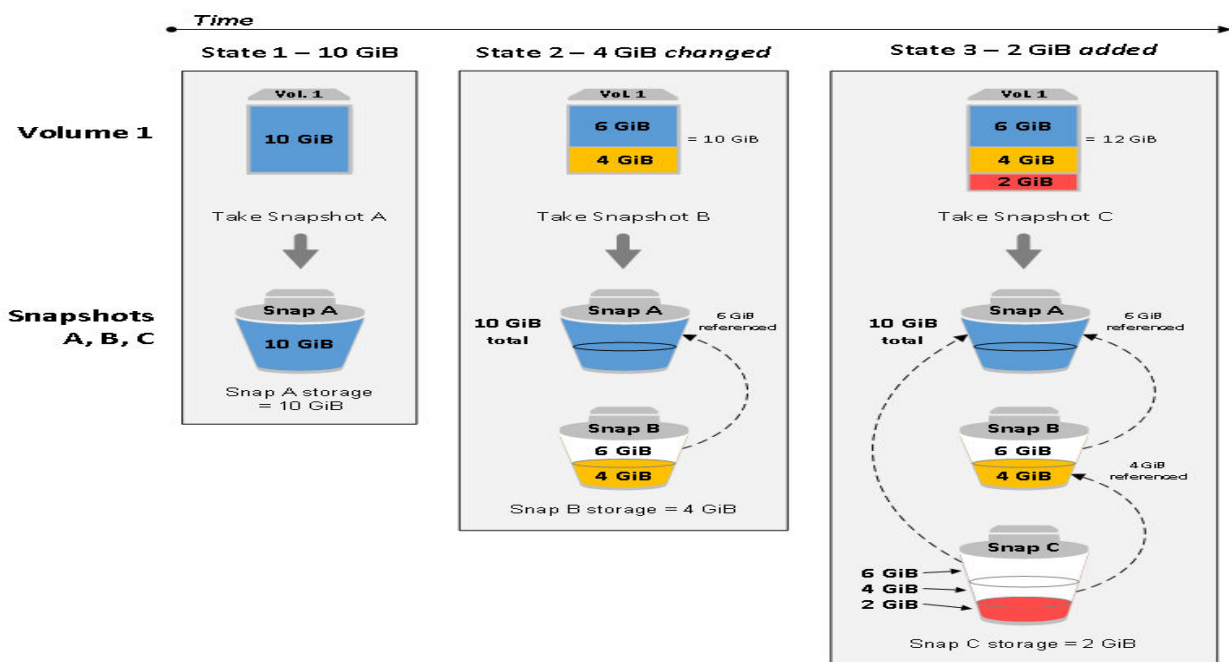 Time
State 1 – 10 GiB
State 2 – 4 GiB changed
State 3 – 2 GiB added
Volume 1
Vol. 1
10 GiB
Take Snapshot A
Vol. 1
6 GiB
4 GiB
= 10 GiB
Take Snapshot B
Vol. 1
6 GiB
4 GiB
2 GiB
= 12 GiB
Take Snapshot C
Snapshots
A, B, C
Snap A
10 GiB
Snap A storage
= 10 GiB
10 GiB
total
Snap A
6 GiB
referenced
Snap B
6 GiB
4 GiB
Snap B storage = 4 GiB
10 GiB
total
Snap A
6 GiB
referenced
Snap B
6 GiB
4 GiB
4 GiB
referenced
Snap C
6 GiB
4 GiB
2 GiB
Snap C storage = 2 GiB